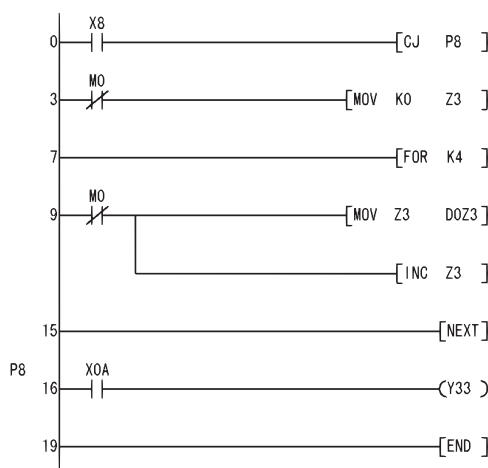 X8
0 [CJ P8 ]
M0
3 [MOV K0 Z3 ]
7 [FOR K4 ]
M0
9 [MOV Z3 D0Z3 ]
[INC Z3 ]
15 [NEXT ]
P8 X0A
16 (Y33 )
19 [END ]